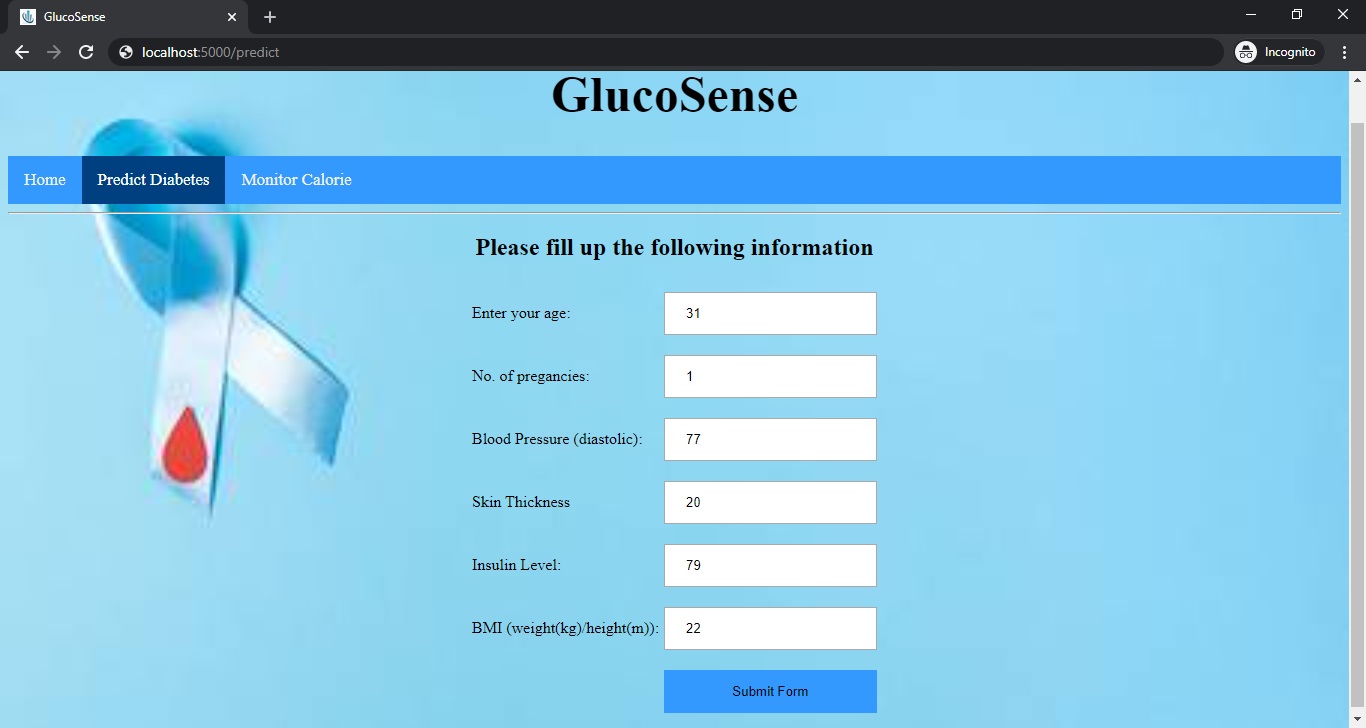 GlucoSense
localhost:5000/predict
Incognito
GlucoSense
Home Predict Diabetes Monitor Calorie
Please fill up the following information
Enter your age: 31
No. of pregancies: 1
Blood Pressure (diastolic): 77
Skin Thickness 20
Insulin Level: 79
BMI (weight(kg)/height(m)): 22
Submit Form